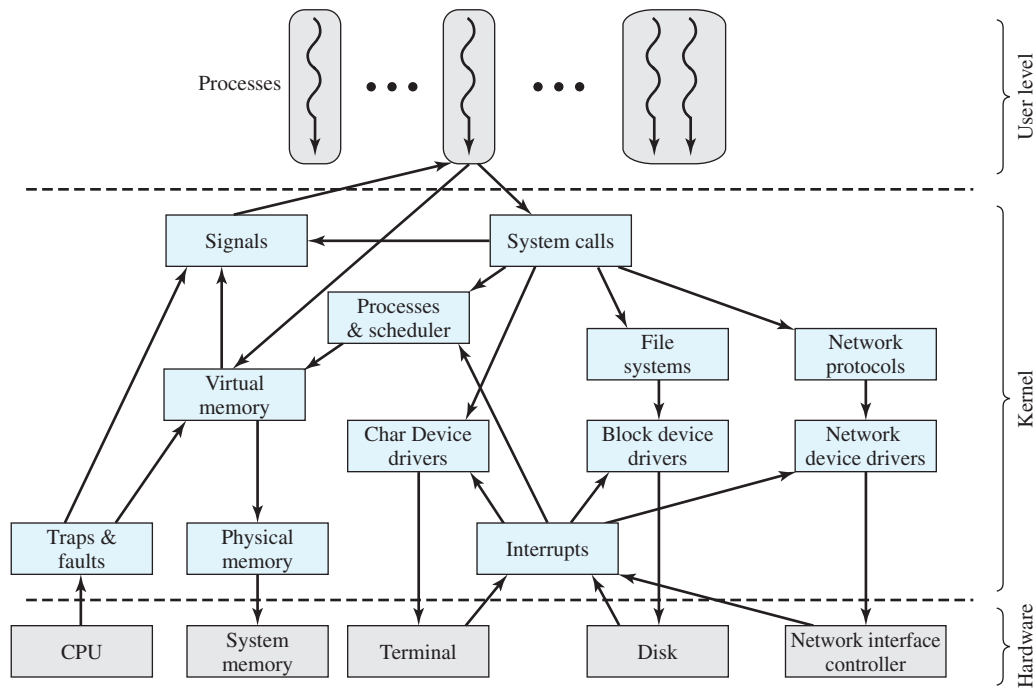 Processes
User level
Signals
System calls
Processes
& scheduler
File
systems
Network
protocols
Virtual
memory
Char Device
drivers
Block device
drivers
Network
device drivers
Kernel
Traps &
faults
Physical
memory
Interrupts
CPU
System
memory
Terminal
Disk
Network interface
controller
Hardware